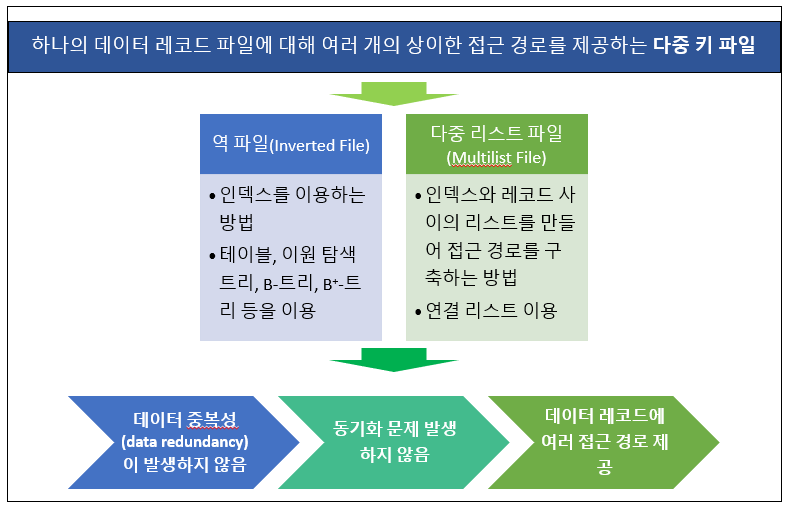 하나의 데이터 레코드 파일에 대해 여러 개의 상이한 접근 경로를 제공하는 다중 키 파일
역 파일(Inverted File)
• 인덱스를 이용하는
방법
• 테이블, 이원 탐색
트리, B-트리, B⁺-트
리 등을 이용
다중 리스트 파일
(Multilist File)
• 인덱스와 레코드 사
이의 리스트를 만들
어 접근 경로를 구
축하는 방법
• 연결 리스트 이용
데이터 중복성
(data redundancy)
이 발생하지 않음
동기화 문제 발생
하지 않음
데이터 레코드에
여러 접근 경로 제
공